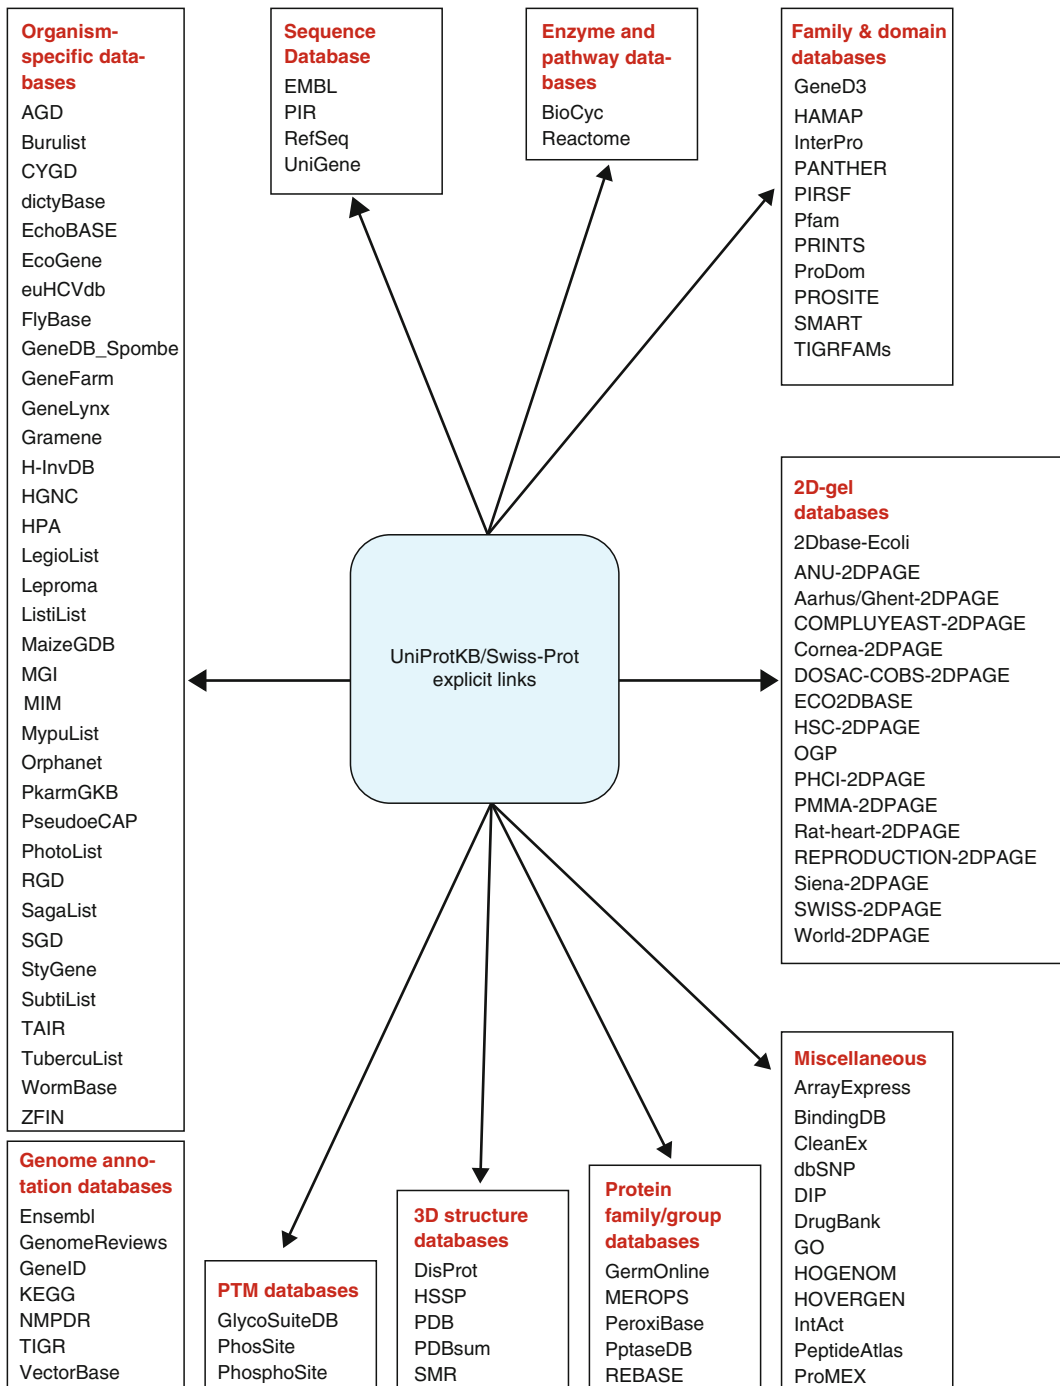 Organism-
specific data-
bases
AGD
Burulist
CYGD
dictyBase
EchoBASE
EcoGene
euHCVdb
FlyBase
GeneDB_Spombe
GeneFarm
GeneLynx
Gramene
H-InvDB
HGNC
HPA
LegioList
Leproma
ListiList
MaizeGDB
MGI
MIM
MypuList
Orphanet
PkarmGKB
PseudoeCAP
PhotoList
RGD
SagaList
SGD
StyGene
SubtiList
TAIR
TubercuList
WormBase
ZFIN
Sequence
Database
EMBL
PIR
RefSeq
UniGene
Enzyme and
pathway data-
bases
BioCyc
Reactome
Family & domain
databases
GeneD3
HAMAP
InterPro
PANTHER
PIRSF
Pfam
PRINTS
ProDom
PROSITE
SMART
TIGRFAMs
UniProtKB/Swiss-Prot
explicit links
2D-gel
databases
2Dbase-Ecoli
ANU-2DPAGE
Aarhus/Ghent-2DPAGE
COMPLUYEAST-2DPAGE
Cornea-2DPAGE
DOSAC-COBS-2DPAGE
ECO2DBASE
HSC-2DPAGE
OGP
PHCI-2DPAGE
PMMA-2DPAGE
Rat-heart-2DPAGE
REPRODUCTION-2DPAGE
Siena-2DPAGE
SWISS-2DPAGE
World-2DPAGE
Genome anno-
tation databases
Ensembl
GenomeReviews
GeneID
KEGG
NMPDR
TIGR
VectorBase
PTM databases
GlycoSuiteDB
PhosSite
PhosphoSite
3D structure
databases
DisProt
HSSP
PDB
PDBsum
SMR
Protein
family/group
databases
GermOnline
MEROPS
PeroxiBase
PptaseDB
REBASE
Miscellaneous
ArrayExpress
BindingDB
CleanEx
dbSNP
DIP
DrugBank
GO
HOGENOM
HOVERGEN
IntAct
PeptideAtlas
ProMEX